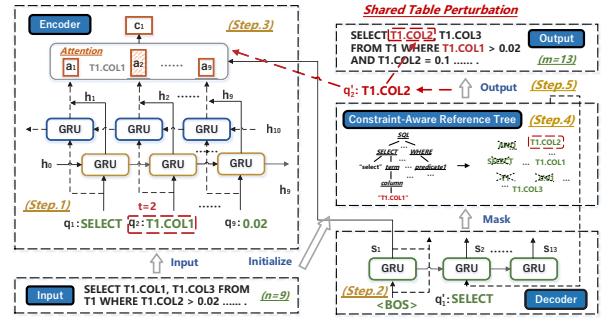 Shared Table Perturbation
Encoder
c1
(Step.3)
Attention
a1
T1.COL1
a2
......
a9
h1
h2
......
h9
GRU
GRU
GRU
h10
h0
......
GRU
GRU
GRU
h9
(Step.1)
t=2
q1:SELECT
q2:T1.COL1
......
q9:0.02
Input
Initialize
Input
SELECT T1.COL1, T1.COL3 FROM
T1 WHERE T1.COL2 > 0.02 ...... .
(n=9)
SELECT T1.COL2, T1.COL3
FROM T1 WHERE T1.COL1 > 0.02
AND T1.COL2 = 0.1 ...... .
Output
(m=13)
q'2: T1.COL2
Output
(Step.5)
Constraint-Aware Reference Tree
(Step.4)
SQL
...
SELECT
WHERE
"select"
term
...
predicate1
...
column
...
"T1.COL1"
AND
T1.COL2
...
SELECT
...
T1.COL1
...
T1.COL3
Mask
S1
S2
......
S13
GRU
GRU
GRU
(Step.2)
<BOS>
q'1:SELECT
......
Decoder